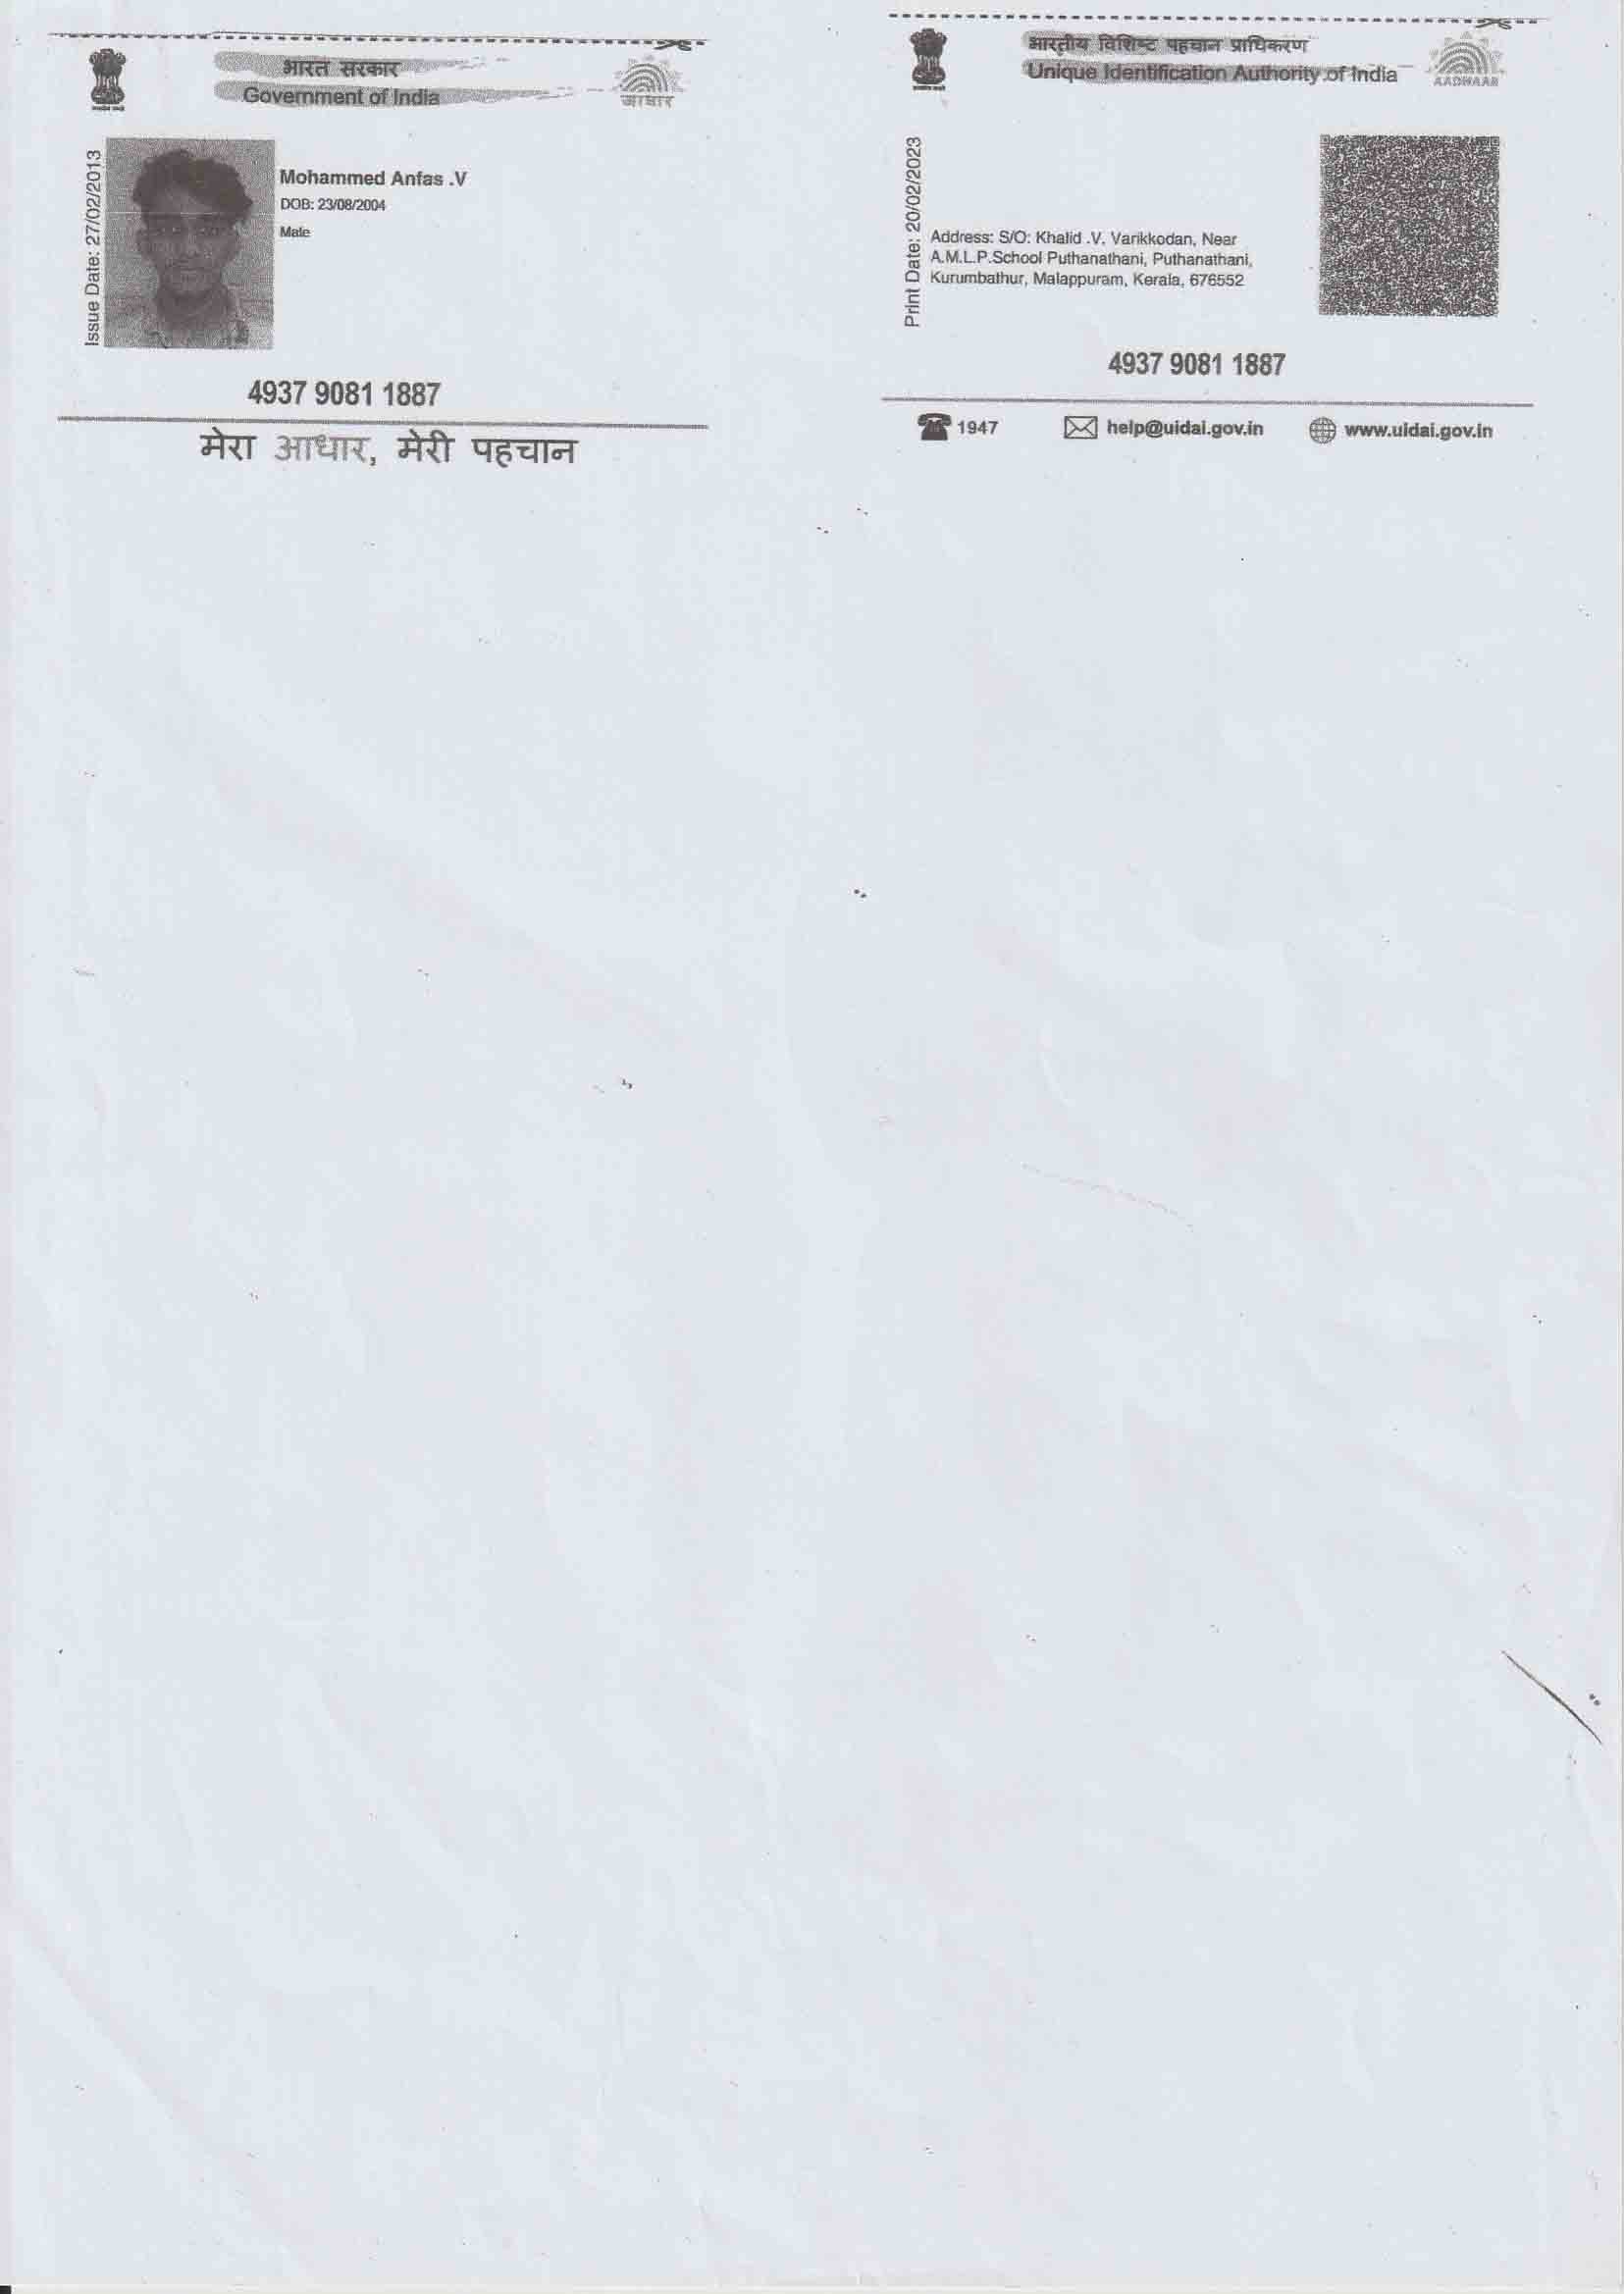 भारत सरकार
Government of India
आधार
Issue Date: 27/02/2013
Mohammed Anfas .V
DOB: 23/08/2004
Male
4937 9081 1887
मेरा आधार, मेरी पहचान
भारतीय विशिष्ट पहचान प्राधिकरण
Unique Identification Authority of India
AADHAAR
Print Date: 20/02/2023
Address: S/O: Khalid .V, Varikkodan, Near
A.M.L.P.School Puthanathani, Puthanathani,
Kurumbathur, Malappuram, Kerala, 676552
4937 9081 1887
1947
help@uidai.gov.in
www.uidai.gov.in